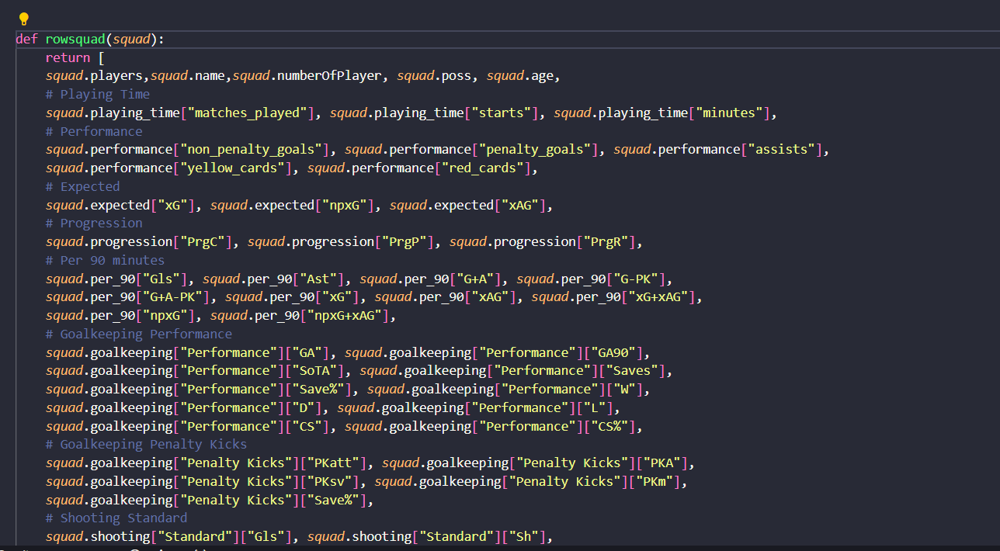 def rowsquad(squad):
    return [
    squad.players,squad.name,squad.numberOfPlayer, squad.poss, squad.age,
    # Playing Time
    squad.playing_time["matches_played"], squad.playing_time["starts"], squad.playing_time["minutes"],
    # Performance
    squad.performance["non_penalty_goals"], squad.performance["penalty_goals"], squad.performance["assists"],
    squad.performance["yellow_cards"], squad.performance["red_cards"],
    # Expected
    squad.expected["xG"], squad.expected["npxG"], squad.expected["xAG"],
    # Progression
    squad.progression["PrgC"], squad.progression["PrgP"], squad.progression["PrgR"],
    # Per 90 minutes
    squad.per_90["Gls"], squad.per_90["Ast"], squad.per_90["G+A"], squad.per_90["G-PK"],
    squad.per_90["G+A-PK"], squad.per_90["xG"], squad.per_90["xAG"], squad.per_90["xG+xAG"],
    squad.per_90["npxG"], squad.per_90["npxG+xAG"],
    # Goalkeeping Performance
    squad.goalkeeping["Performance"]["GA"], squad.goalkeeping["Performance"]["GA90"],
    squad.goalkeeping["Performance"]["SoTA"], squad.goalkeeping["Performance"]["Saves"],
    squad.goalkeeping["Performance"]["Save%"], squad.goalkeeping["Performance"]["W"],
    squad.goalkeeping["Performance"]["D"], squad.goalkeeping["Performance"]["L"],
    squad.goalkeeping["Performance"]["CS"], squad.goalkeeping["Performance"]["CS%"],
    # Goalkeeping Penalty Kicks
    squad.goalkeeping["Penalty Kicks"]["PKatt"], squad.goalkeeping["Penalty Kicks"]["PKA"],
    squad.goalkeeping["Penalty Kicks"]["PKsv"], squad.goalkeeping["Penalty Kicks"]["PKm"],
    squad.goalkeeping["Penalty Kicks"]["Save%"],
    # Shooting Standard
    squad.shooting["Standard"]["Gls"], squad.shooting["Standard"]["Sh"],